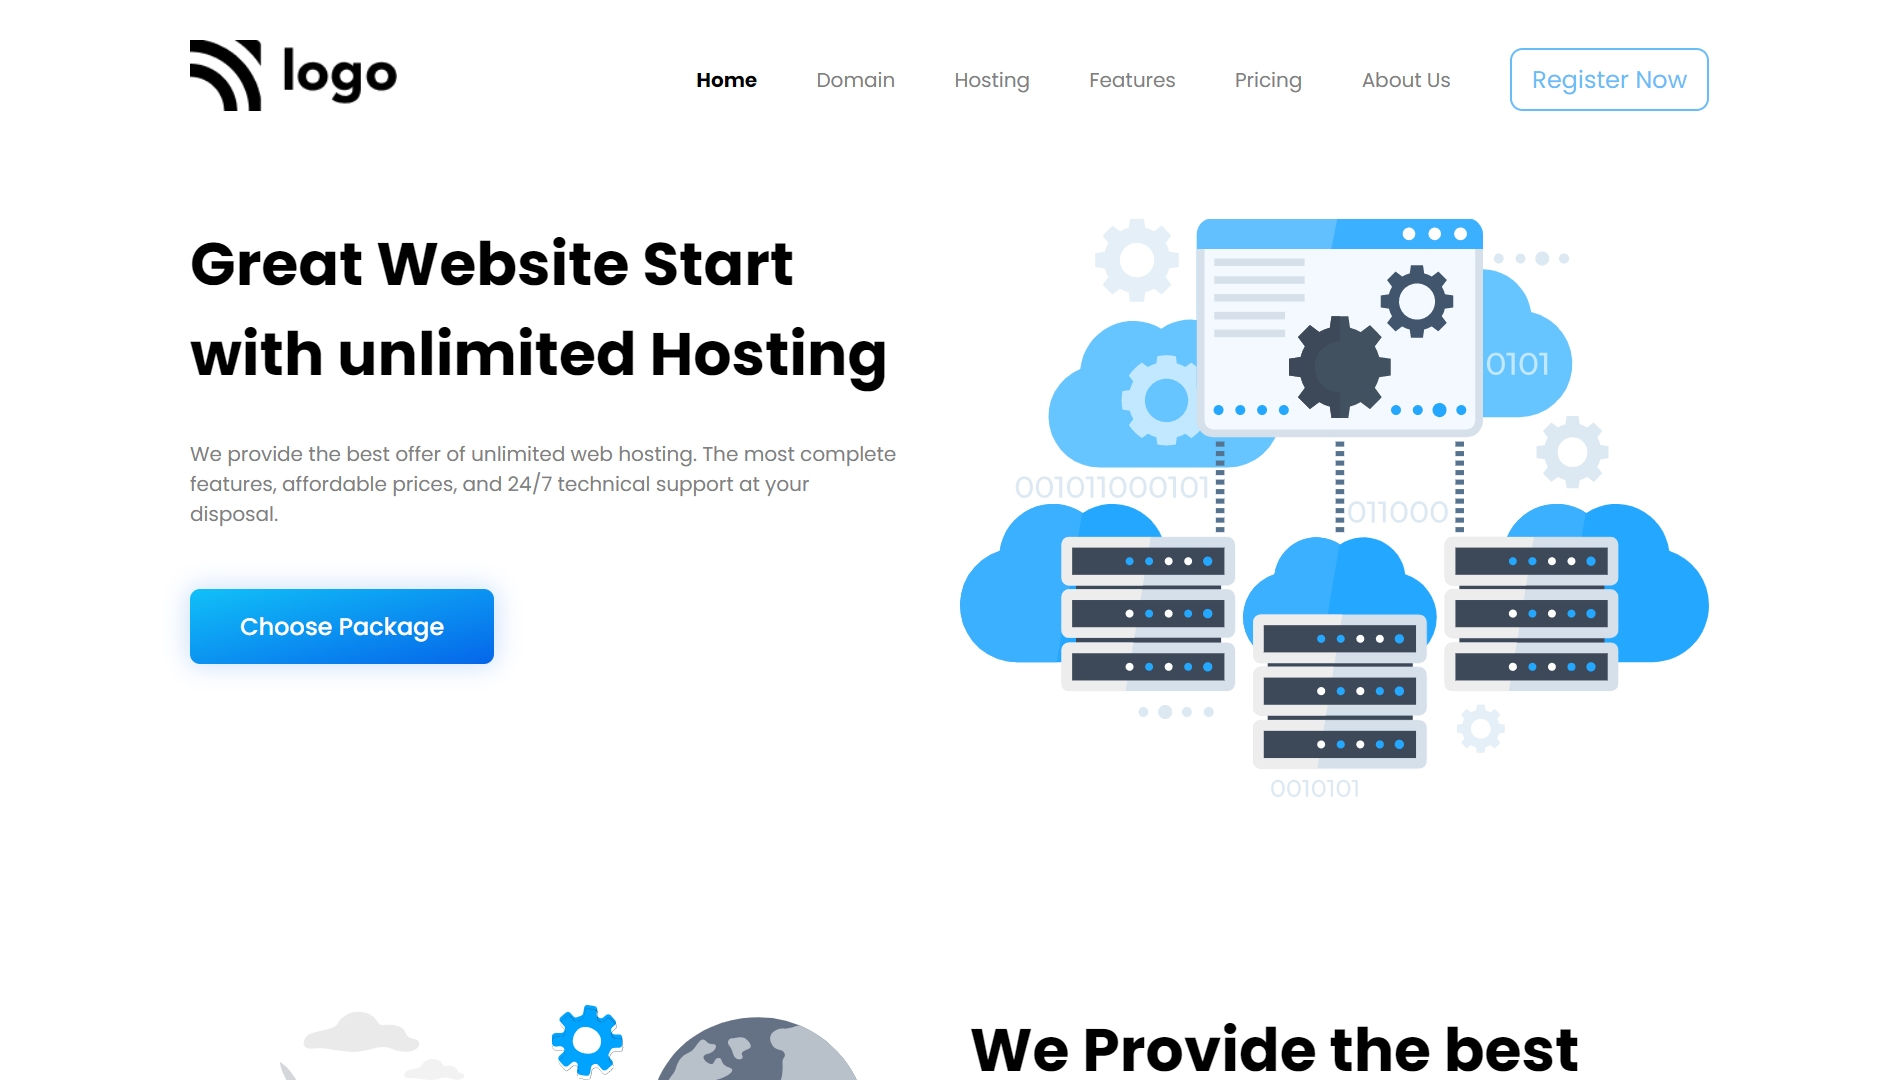 logo
Home Domain Hosting Features Pricing About Us Register Now
Great Website Start
with unlimited Hosting
We provide the best offer of unlimited web hosting. The most complete
features, affordable prices, and 24/7 technical support at your
disposal.
Choose Package
0101
001011000101
011000
0010101
We Provide the best